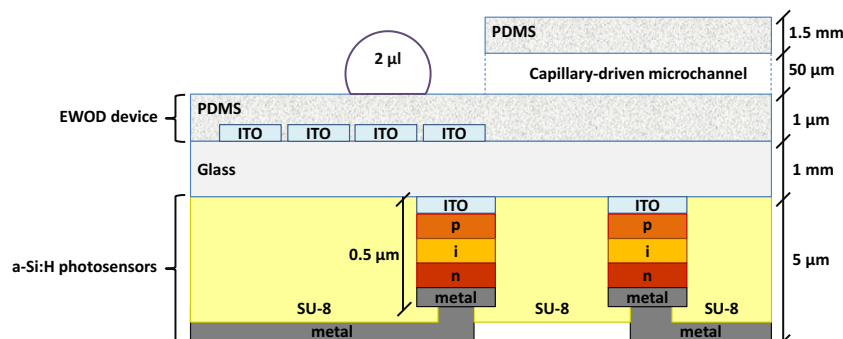 PDMS
1.5 mm
2 µl
Capillary-driven microchannel
50 µm
EWOD device
PDMS
1 µm
ITO ITO ITO ITO
Glass
1 mm
ITO ITO
p p
0.5 µm
i i
a-Si:H photosensors
5 µm
n n
metal metal
SU-8 SU-8 SU-8
metal